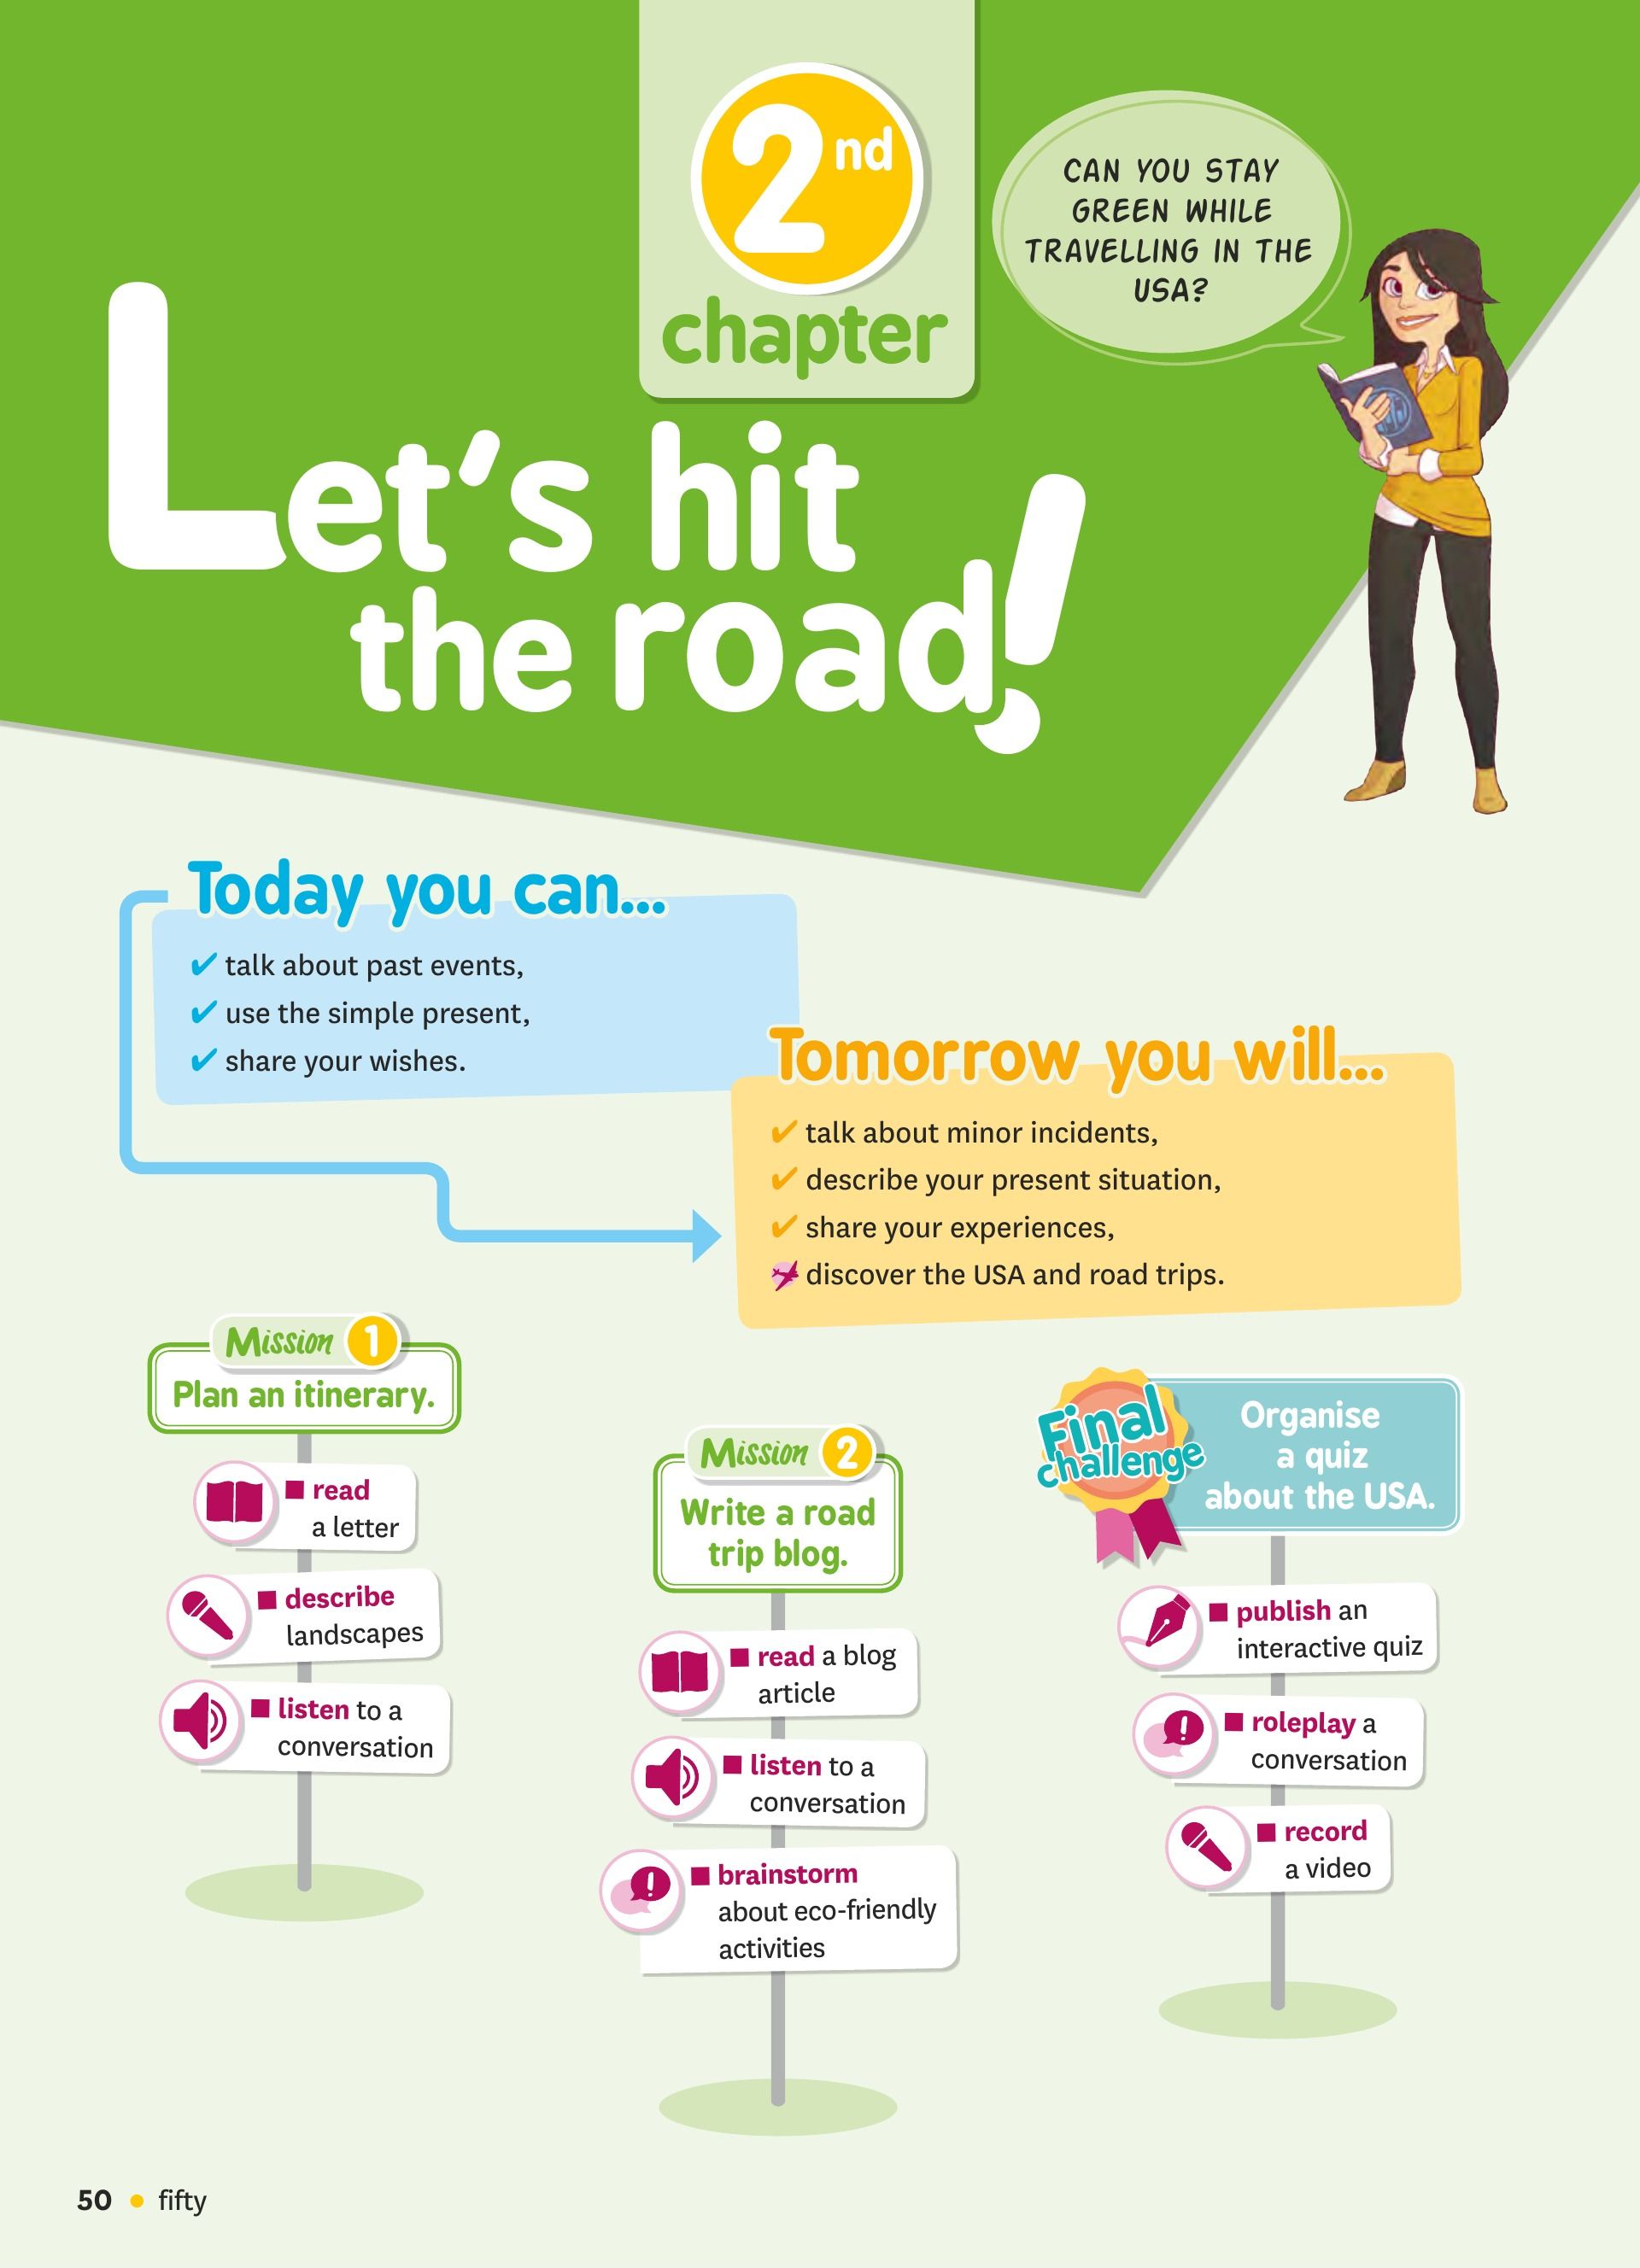 2nd
chapter
CAN YOU STAY
GREEN WHILE
TRAVELLING IN THE
USA?
Let's hit
the road!
Today you can...
✔ talk about past events,
✔ use the simple present,
✔ share your wishes.
Tomorrow you will...
✔ talk about minor incidents,
✔ describe your present situation,
✔ share your experiences,
discover the USA and road trips.
Mission 1
Plan an itinerary.
■ read
a letter
■ describe
landscapes
■ listen to a
conversation
Mission 2
Write a road
trip blog.
■ read a blog
article
■ listen to a
conversation
■ brainstorm
about eco-friendly
activities
Final
challenge
Organise
a quiz
about the USA.
■ publish an
interactive quiz
■ roleplay a
conversation
■ record
a video
50 • fifty